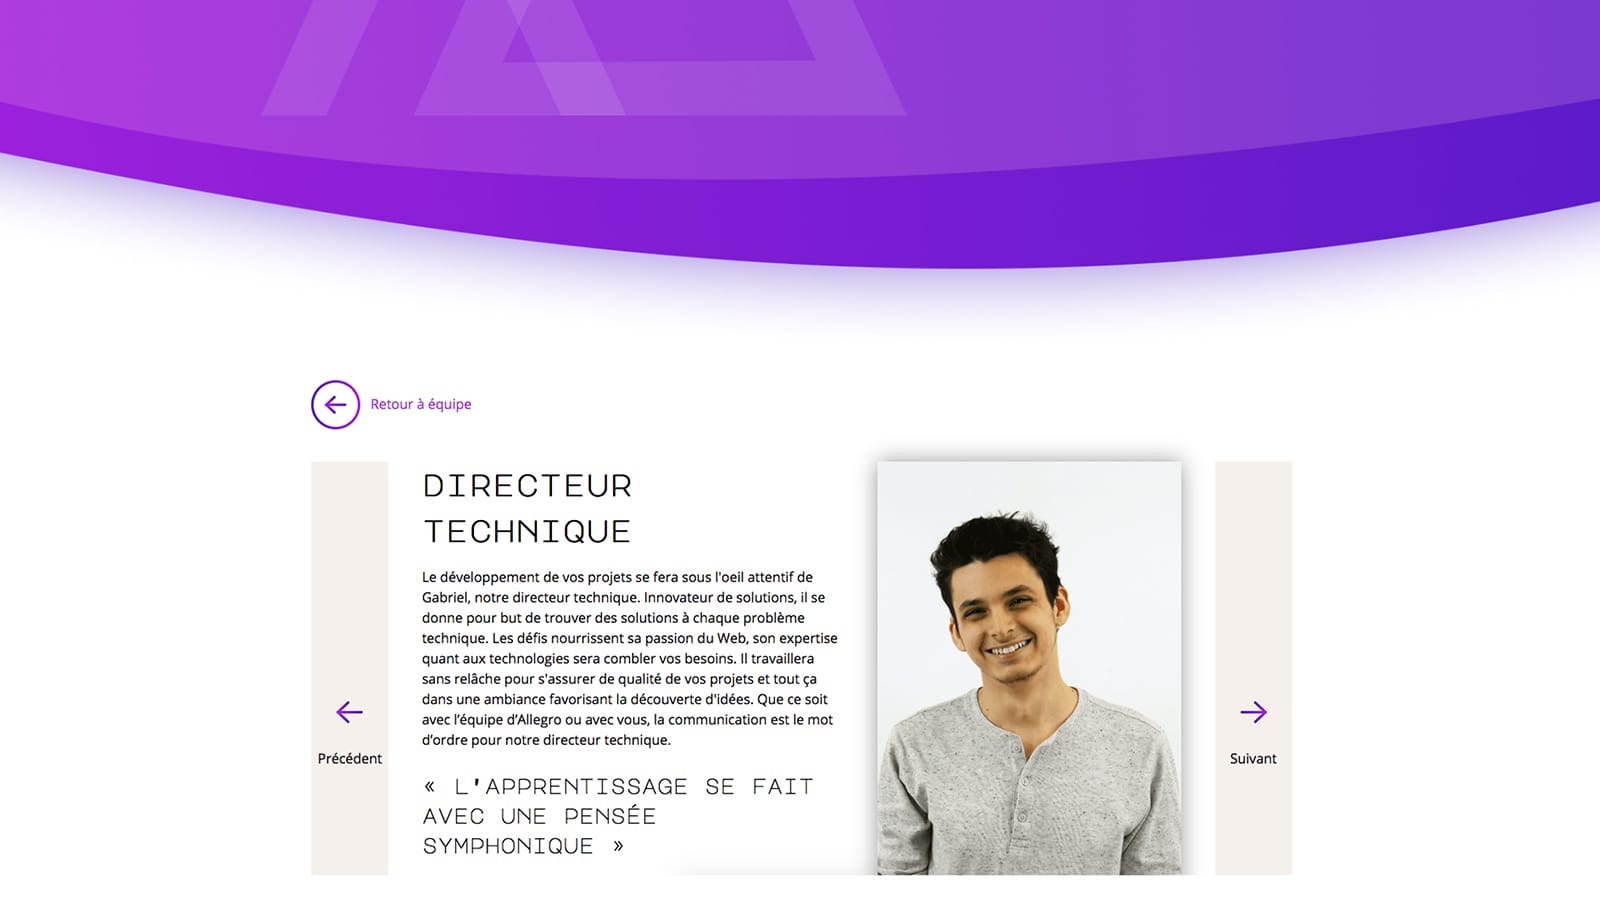 Retour à équipe
DIRECTEUR
TECHNIQUE
Le développement de vos projets se fera sous l'oeil attentif de
Gabriel, notre directeur technique. Innovateur de solutions, il se
donne pour but de trouver des solutions à chaque problème
technique. Les défis nourrissent sa passion du Web, son expertise
quant aux technologies sera combler vos besoins. Il travaillera
sans relâche pour s'assurer de qualité de vos projets et tout ça
dans une ambiance favorisant la découverte d'idées. Que ce soit
avec l’équipe d’Allegro ou avec vous, la communication est le mot
d’ordre pour notre directeur technique.
« L'APPRENTISSAGE SE FAIT
AVEC UNE PENSÉE
SYMPHONIQUE »
Précédent
Suivant